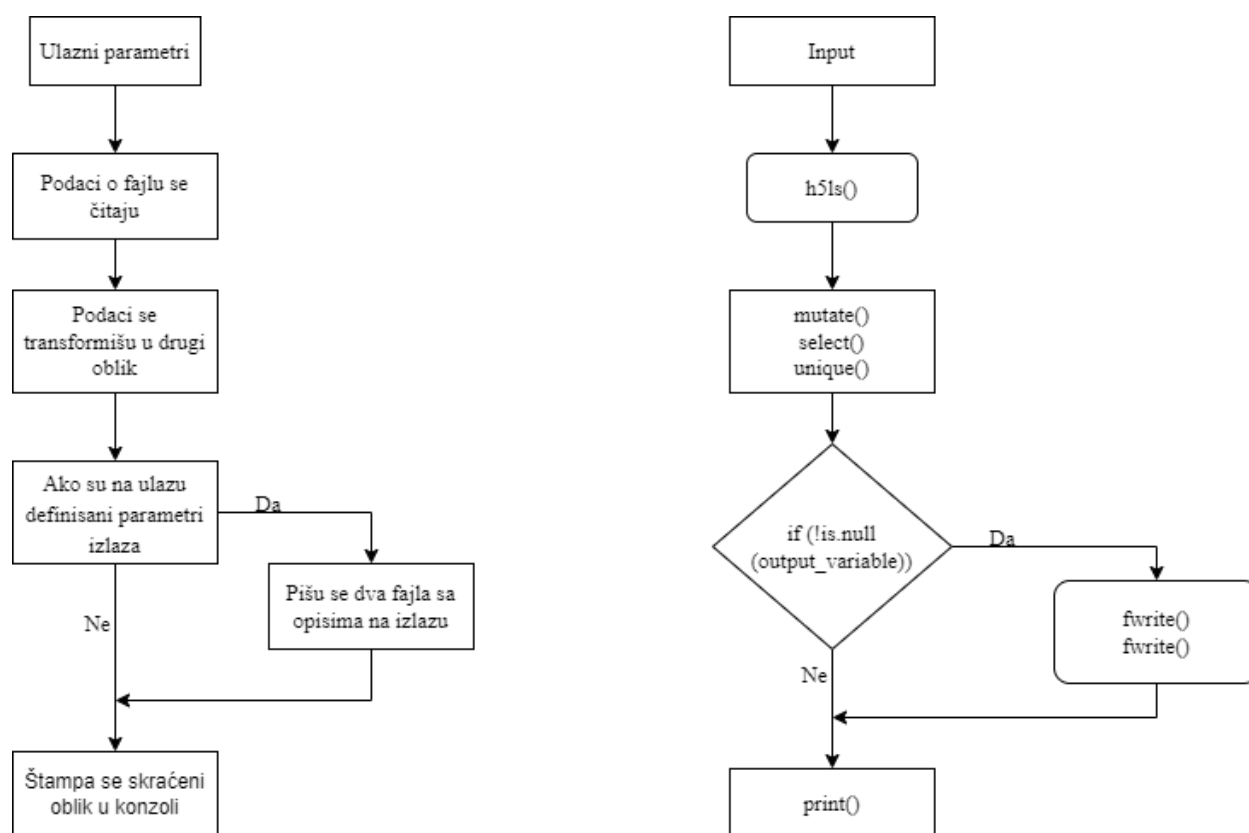 Ulazni parametri
Podaci o fajlu se
čitaju
Podaci se
transformišu u drugi
oblik
Ako su na ulazu
definisani parametri
izlaza
Da
Pišu se dva fajla sa
opisima na izlazu
Ne
Štampa se skraćeni
oblik u konzoli
Input
h5ls()
mutate()
select()
unique()
if (!is.null
(output_variable))
Da
fwrite()
fwrite()
Ne
print()